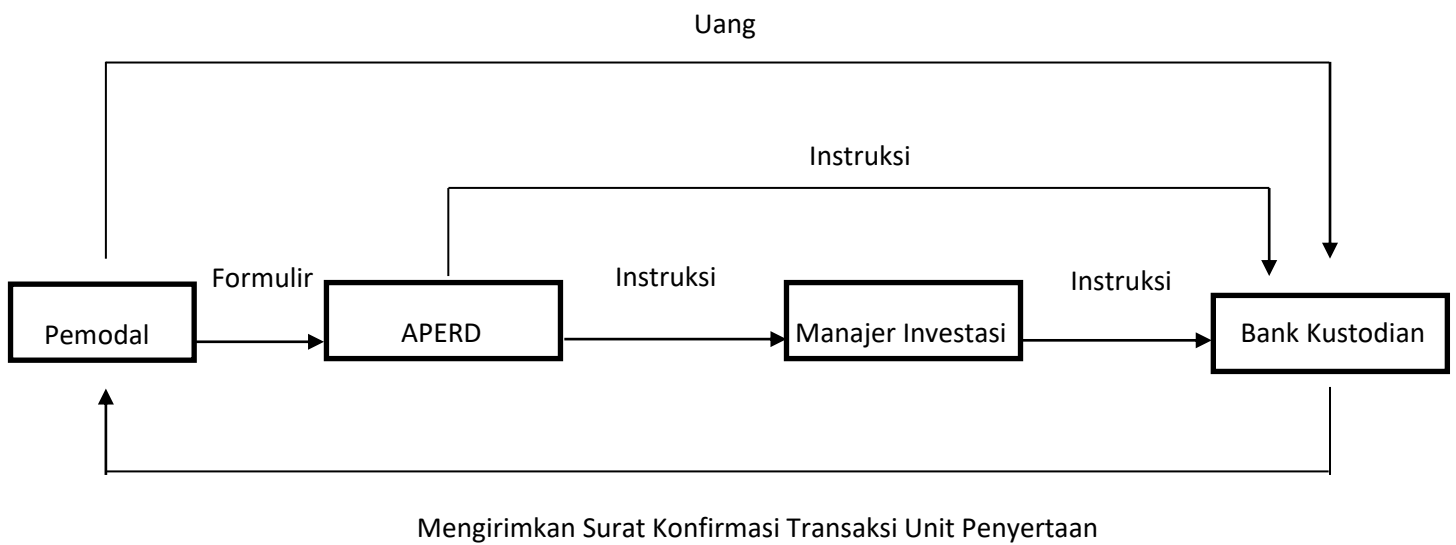 Uang
Instruksi
Formulir
Instruksi
Instruksi
Pemodal
APERD
Manajer Investasi
Bank Kustodian
Mengirimkan Surat Konfirmasi Transaksi Unit Penyertaan